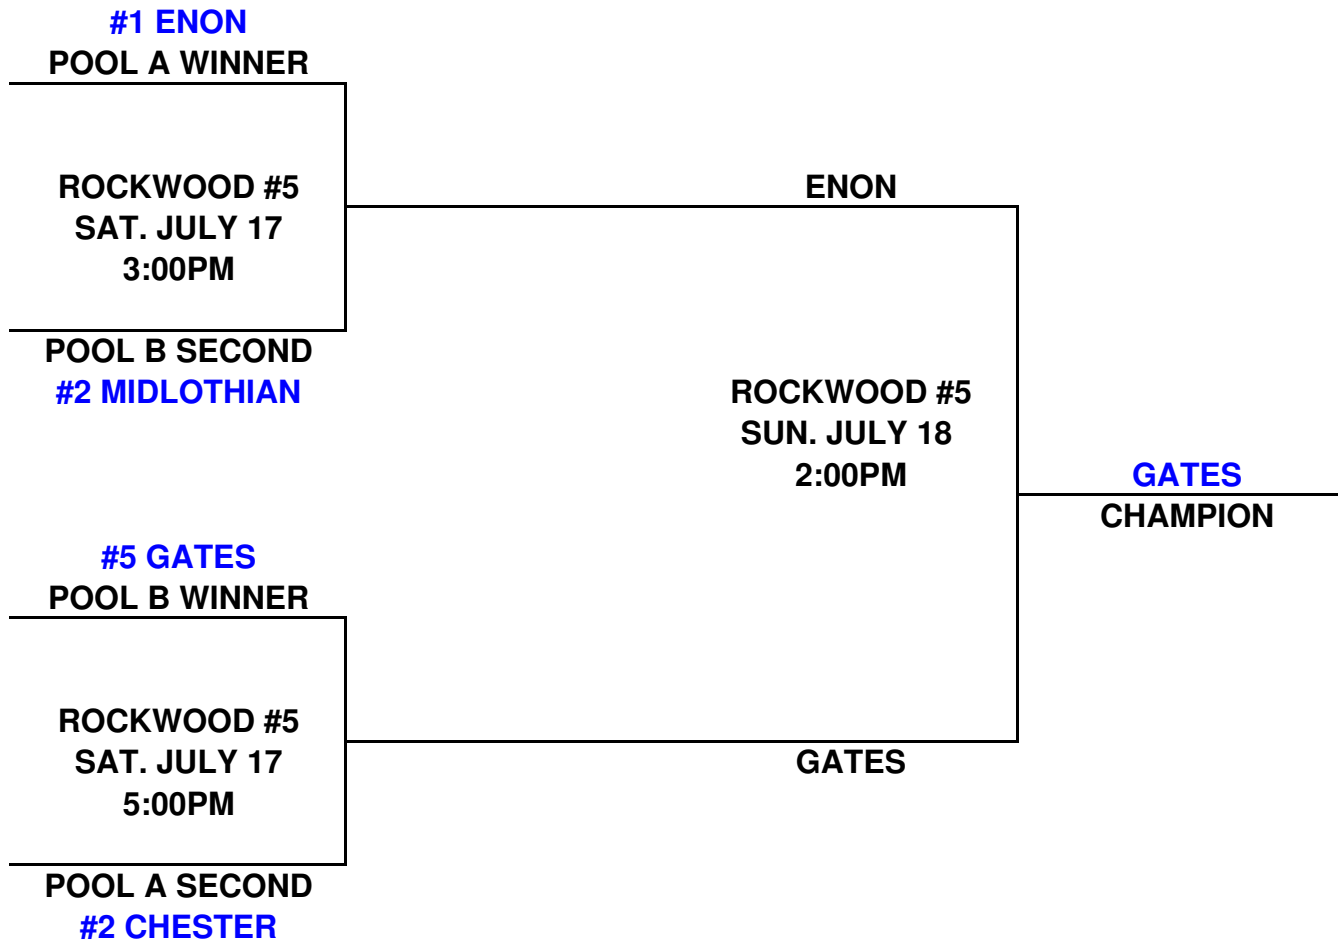 #1 ENON
POOL A WINNER
ROCKWOOD #5
SAT. JULY 17
3:00PM
POOL B SECOND
#2 MIDLOTHIAN
#5 GATES
POOL B WINNER
ROCKWOOD #5
SAT. JULY 17
5:00PM
POOL A SECOND
#2 CHESTER
ENON
ROCKWOOD #5
SUN. JULY 18
2:00PM
GATES
GATES
CHAMPION